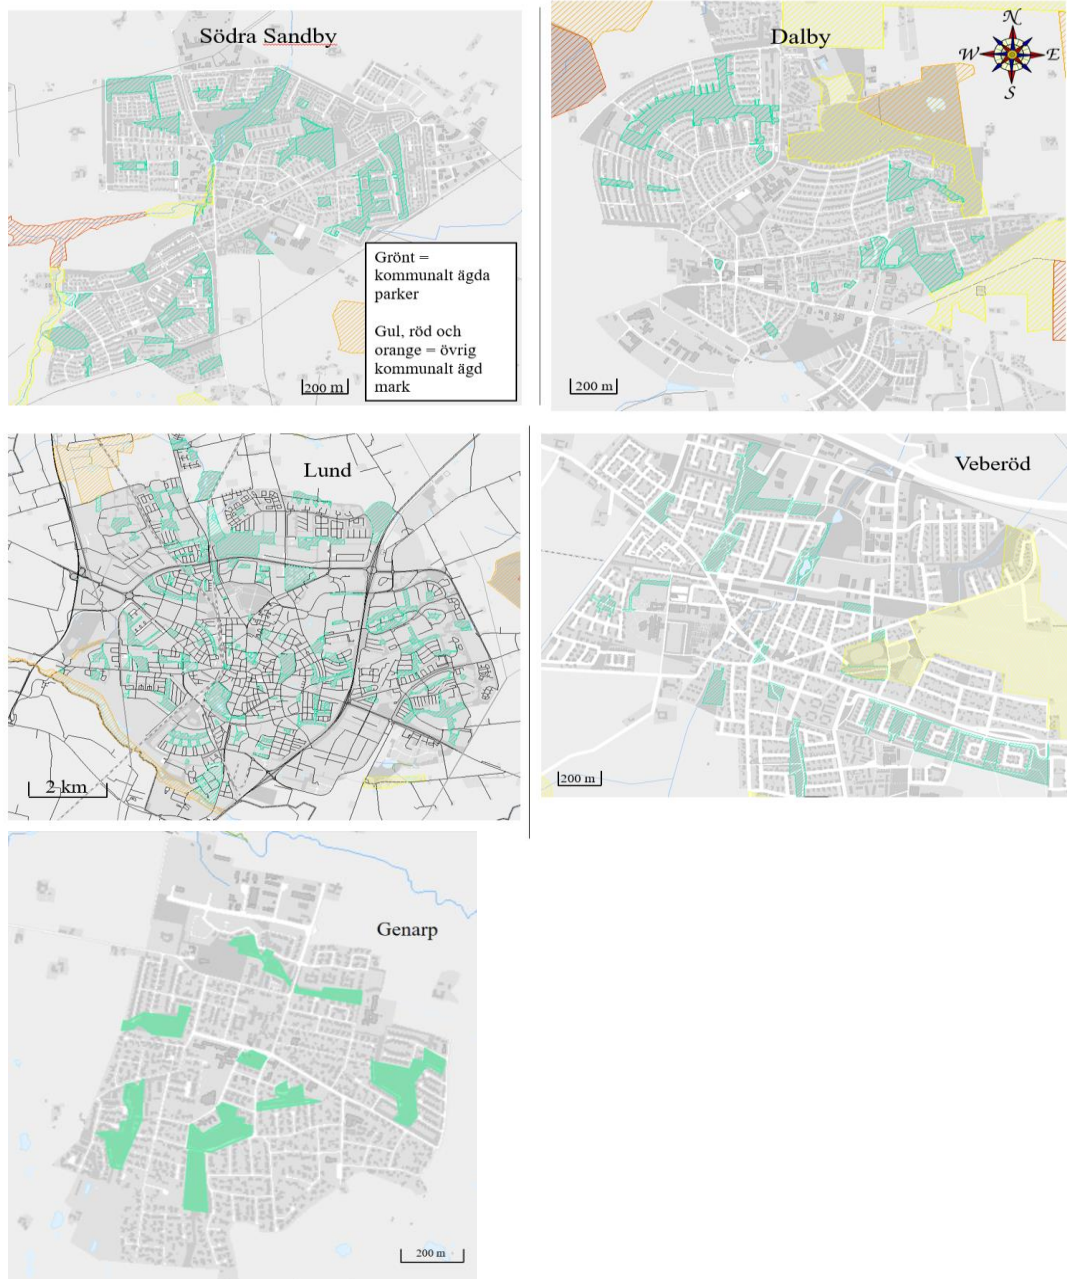 Södra Sandby
Grönt =
kommunalt ägda
parker
Gul, röd och
orange = övrig
kommunalt ägd
mark
200 m
Dalby
N
W E
S
200 m
Lund
2 km
Veberöd
200 m
Genarp
200 m